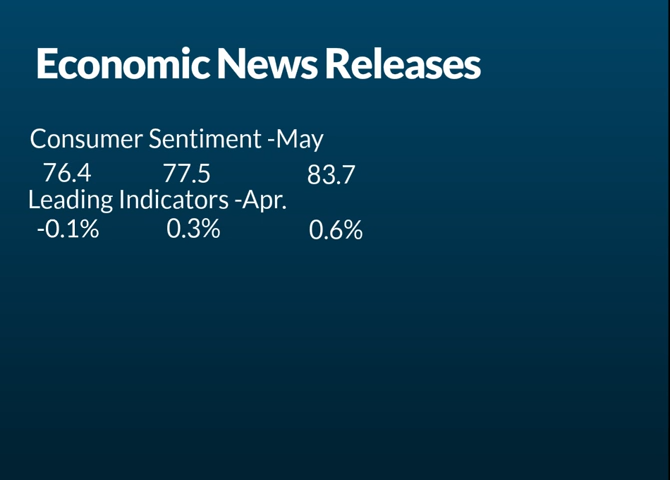 Economic News Releases
Consumer Sentiment -May
76.4 77.5 83.7
Leading Indicators -Apr.
-0.1% 0.3% 0.6%